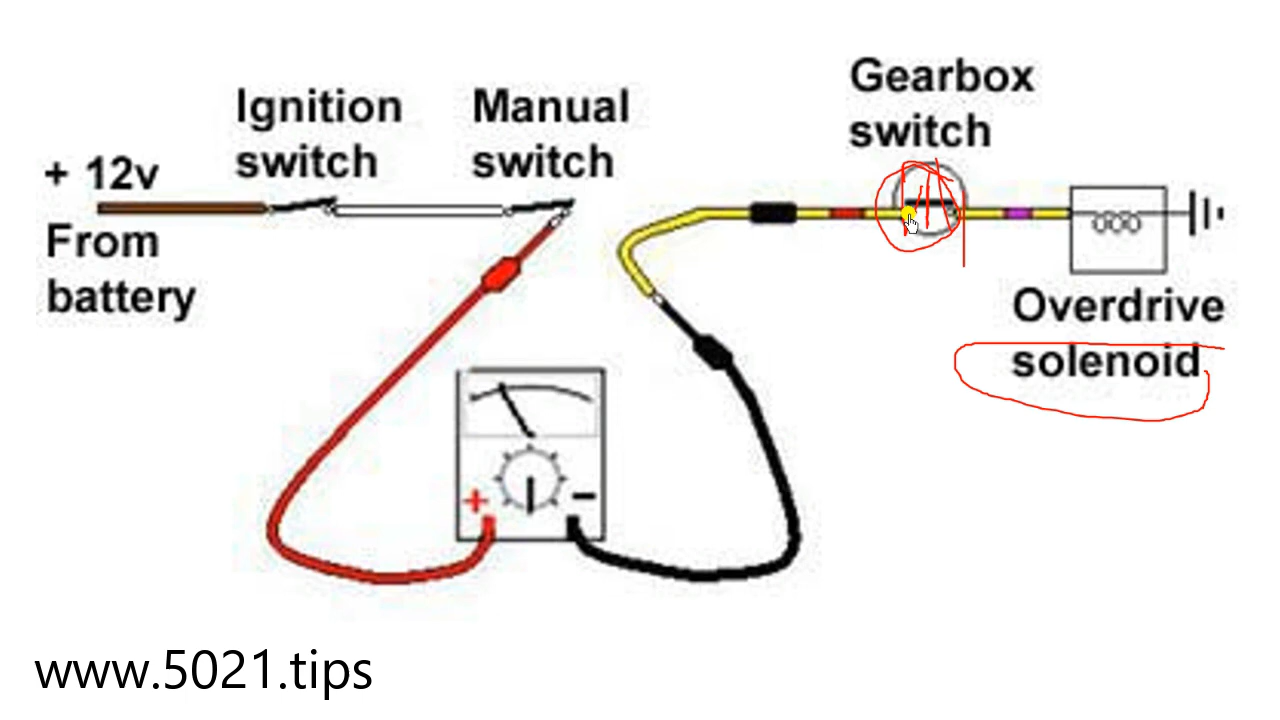 Gearbox
switch
Ignition
switch
Manual
switch
+ 12v
From
battery
Overdrive
solenoid
+
-
www.5021.tips